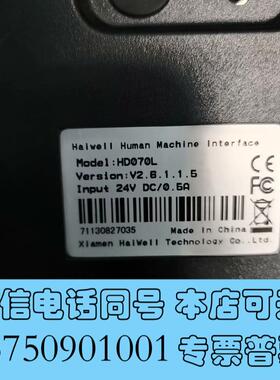 Haiwell Human Machine Interface
Model:HD070L
Version:V2.6.1.1.5
Input 24V DC/0.5A
CE
FC
71130827035
Made in China
Xiamen Haiwell Technology Co.,Ltd.
信电话同号 本店可
3750901001 专票套